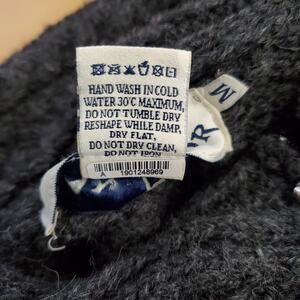 HAND WASH IN COLD
WATER 30°C MAXIMUM,
DO NOT TUMBLE DRY
RESHAPE WHILE DAMP,
DRY FLAT,
DO NOT DRY CLEAN,
DO NOT IRON
A 1901248969
M
R